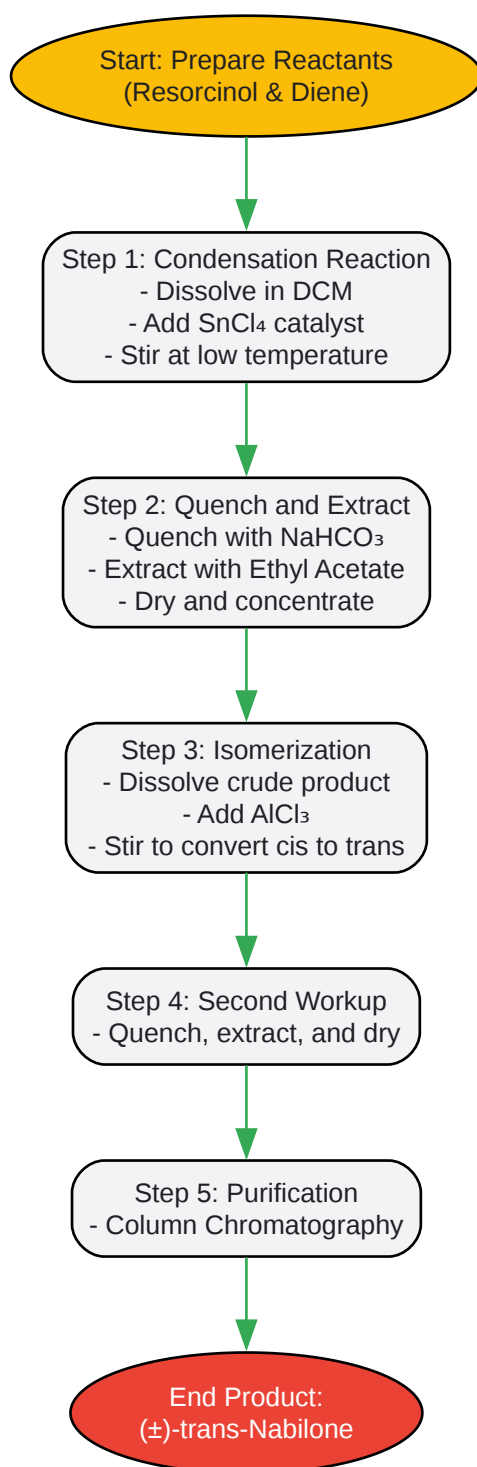 Start: Prepare Reactants
(Resorcinol & Diene)
Step 1: Condensation Reaction
- Dissolve in DCM
- Add SnCl₄ catalyst
- Stir at low temperature
Step 2: Quench and Extract
- Quench with NaHCO₃
- Extract with Ethyl Acetate
- Dry and concentrate
Step 3: Isomerization
- Dissolve crude product
- Add AlCl₃
- Stir to convert cis to trans
Step 4: Second Workup
- Quench, extract, and dry
Step 5: Purification
- Column Chromatography
End Product:
(±)-trans-Nabilone